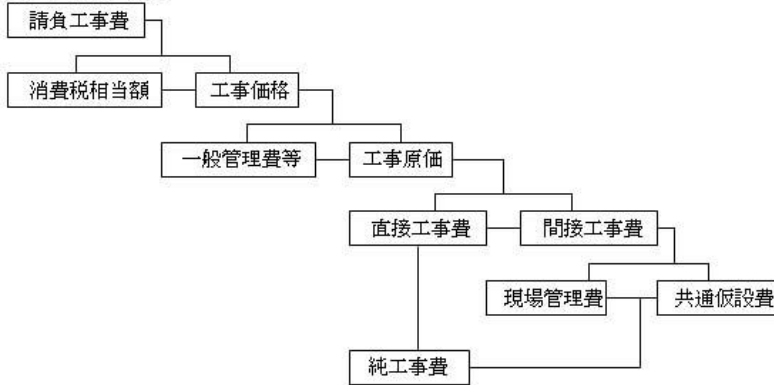 請負工事費
消費税相当額
工事価格
一般管理費等
工事原価
直接工事費
間接工事費
現場管理費
共通仮設費
純工事費